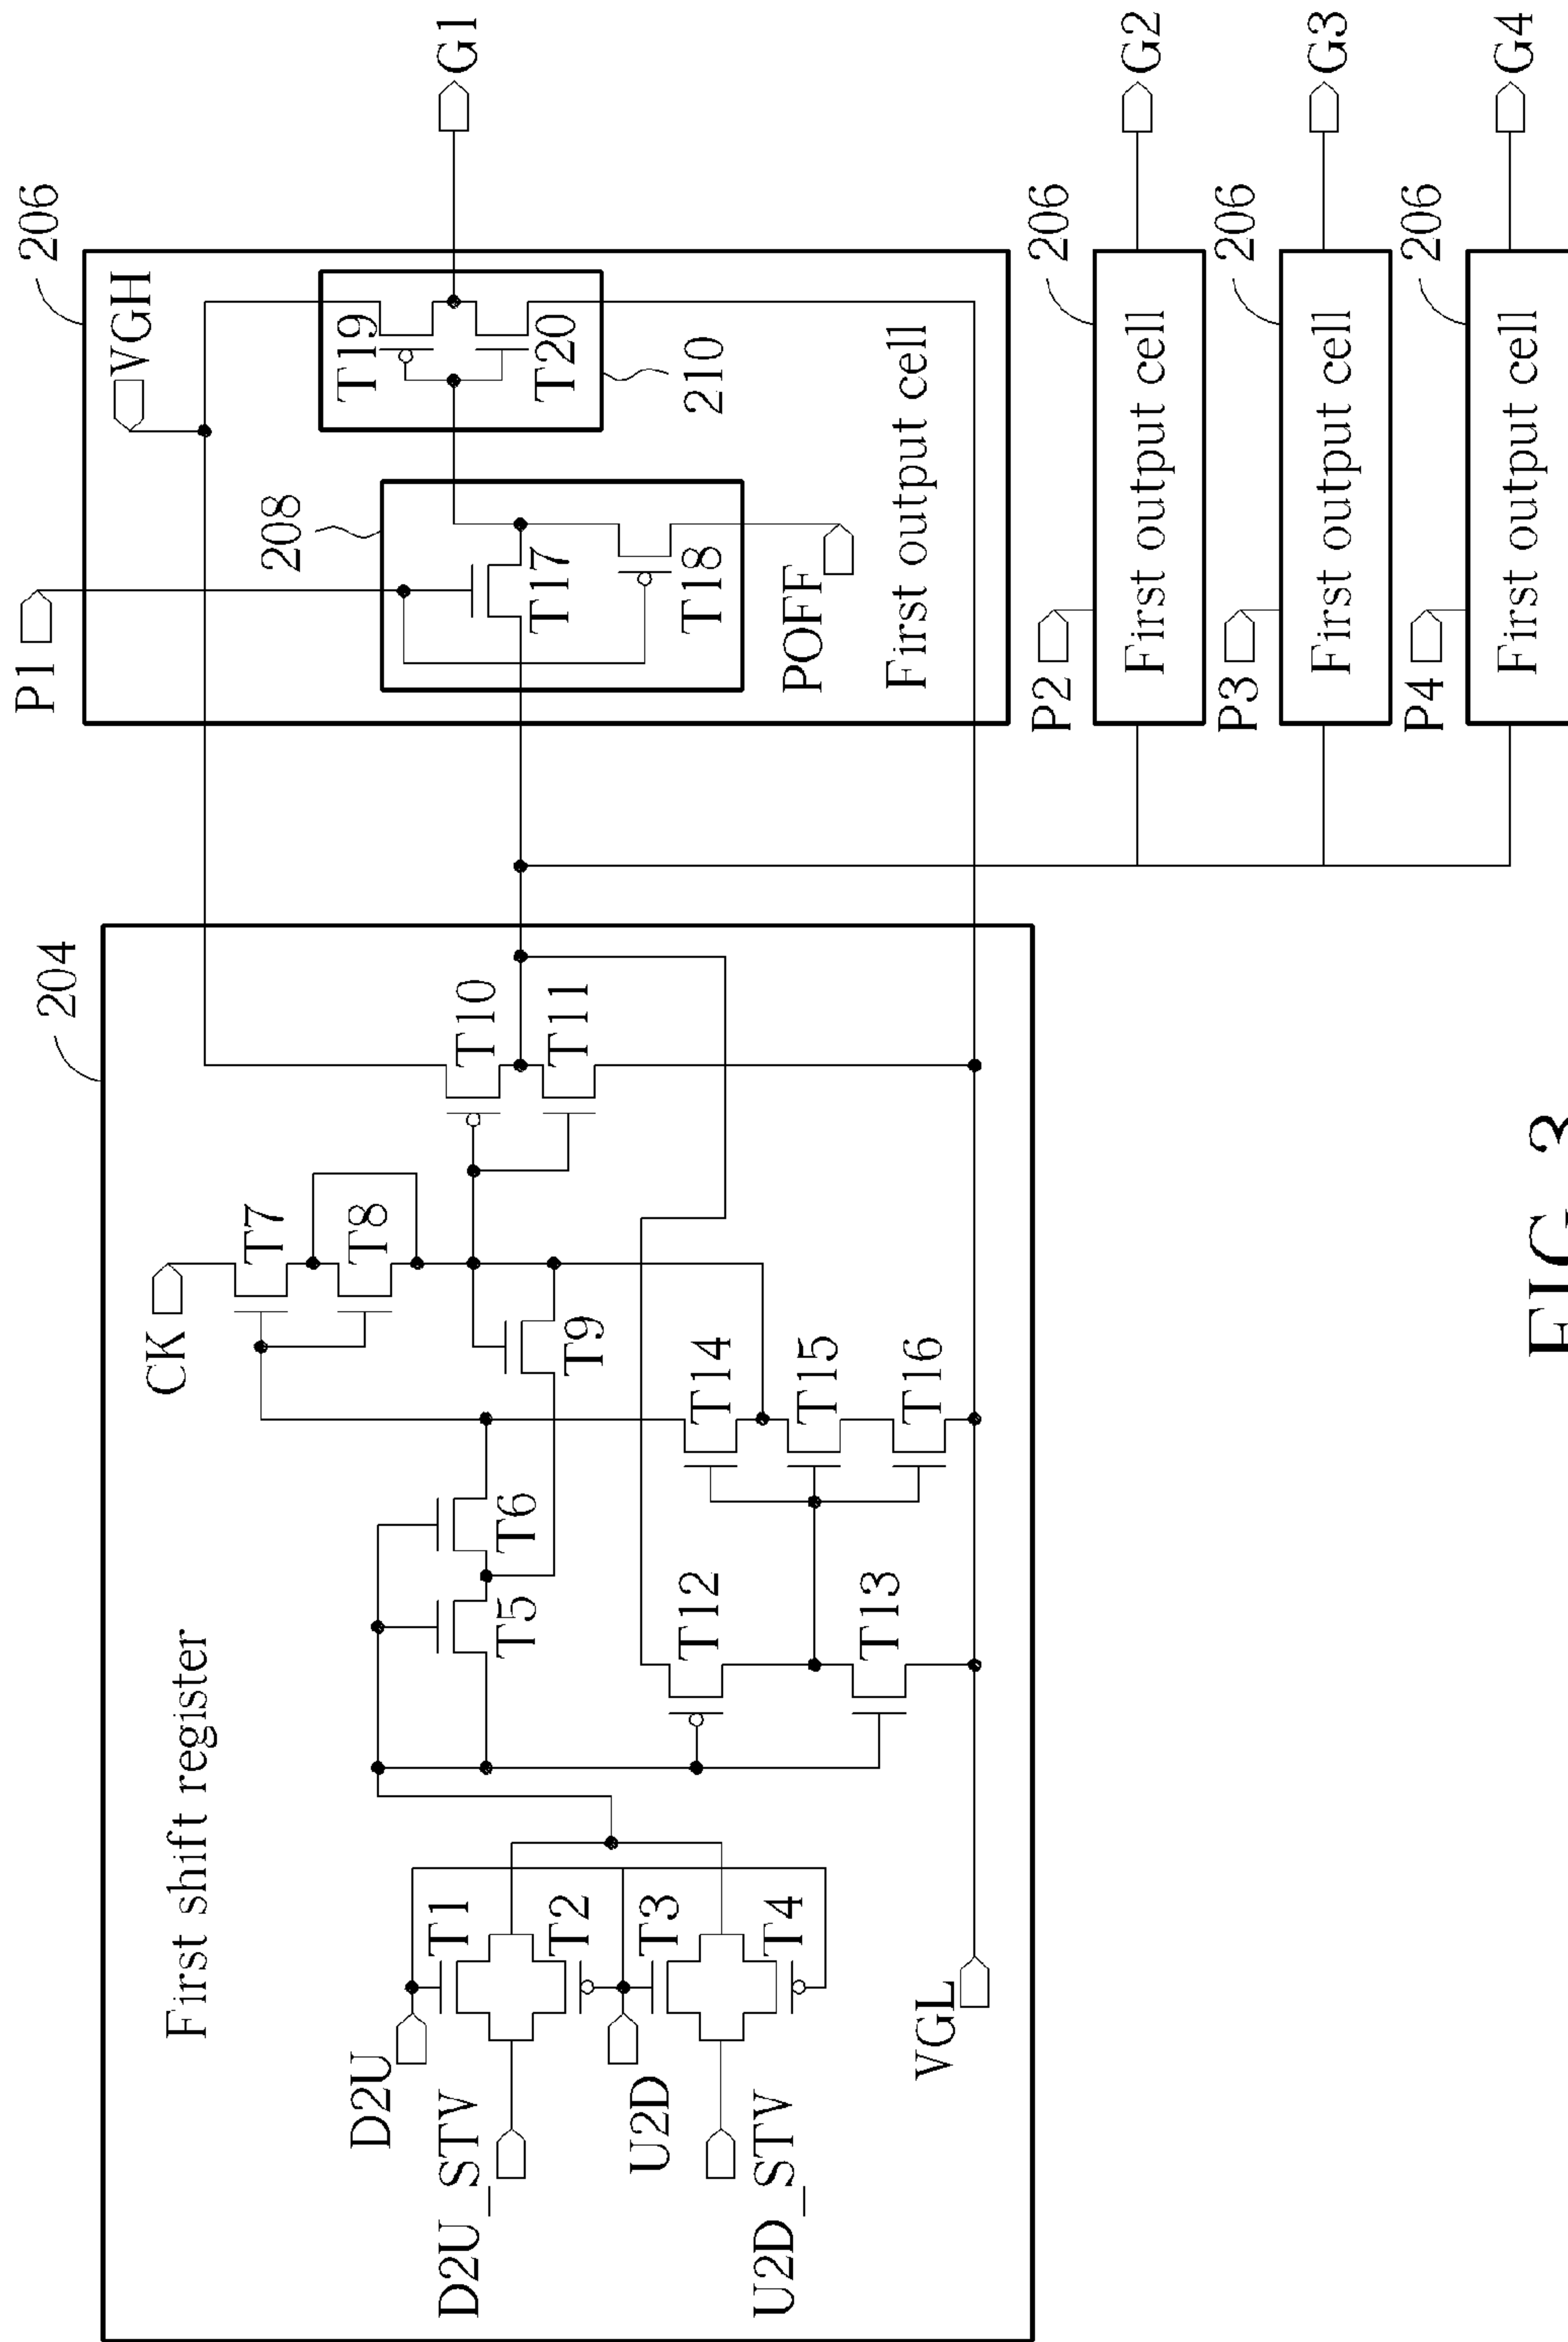 First shift register
204
D2U
D2U_STV
U2D
U2D_STV
VGL
T1
T2
T3
T4
T5
T6
CK
T7
T8
T9
T10
T11
T12
T13
T14
T15
T16
P1
206
VGH
208
T17
T18
POFF
T19
T20
210
First output cell
G1
P2
206
First output cell
G2
P3
206
First output cell
G3
P4
206
First output cell
G4
FIG. 3